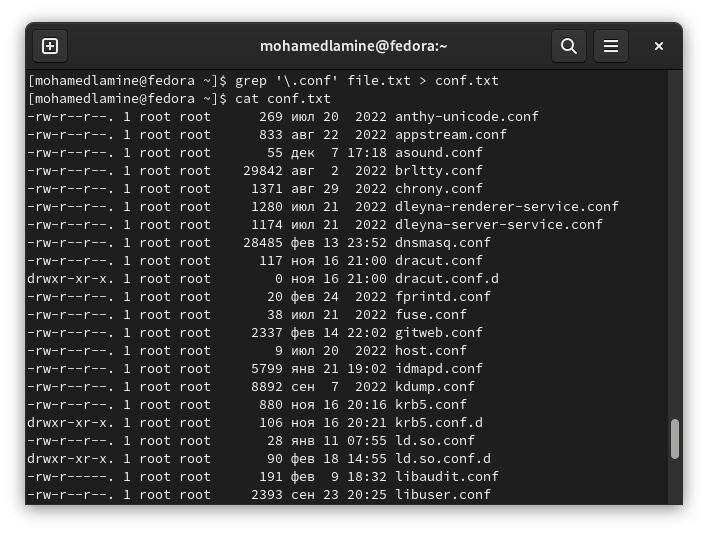 mohamedlamine@fedora:~
[mohamedlamine@fedora ~]$ grep '\.conf' file.txt > conf.txt
[mohamedlamine@fedora ~]$ cat conf.txt
-rw-r--r--. 1 root root      269 июл 20  2022 anthy-unicode.conf
-rw-r--r--. 1 root root      833 авг 22  2022 appstream.conf
-rw-r--r--. 1 root root       55 дек  7 17:18 asound.conf
-rw-r--r--. 1 root root    29842 авг  2  2022 brltty.conf
-rw-r--r--. 1 root root     1371 авг 29  2022 chrony.conf
-rw-r--r--. 1 root root     1280 июл 21  2022 dleyna-renderer-service.conf
-rw-r--r--. 1 root root     1174 июл 21  2022 dleyna-server-service.conf
-rw-r--r--. 1 root root    28485 фев 13 23:52 dnsmasq.conf
-rw-r--r--. 1 root root      117 ноя 16 21:00 dracut.conf
drwxr-xr-x. 1 root root        0 ноя 16 21:00 dracut.conf.d
-rw-r--r--. 1 root root       20 фев 24  2022 fprintd.conf
-rw-r--r--. 1 root root       38 июл 21  2022 fuse.conf
-rw-r--r--. 1 root root     2337 фев 14 22:02 gitweb.conf
-rw-r--r--. 1 root root        9 июл 20  2022 host.conf
-rw-r--r--. 1 root root     5799 янв 21 19:02 idmapd.conf
-rw-r--r--. 1 root root     8892 сен  7  2022 kdump.conf
-rw-r--r--. 1 root root      880 ноя 16 20:16 krb5.conf
drwxr-xr-x. 1 root root      106 ноя 16 20:21 krb5.conf.d
-rw-r--r--. 1 root root       28 янв 11 07:55 ld.so.conf
drwxr-xr-x. 1 root root       90 фев 18 14:55 ld.so.conf.d
-rw-r-----. 1 root root      191 фев  9 18:32 libaudit.conf
-rw-r--r--. 1 root root     2393 сен 23 20:25 libuser.conf